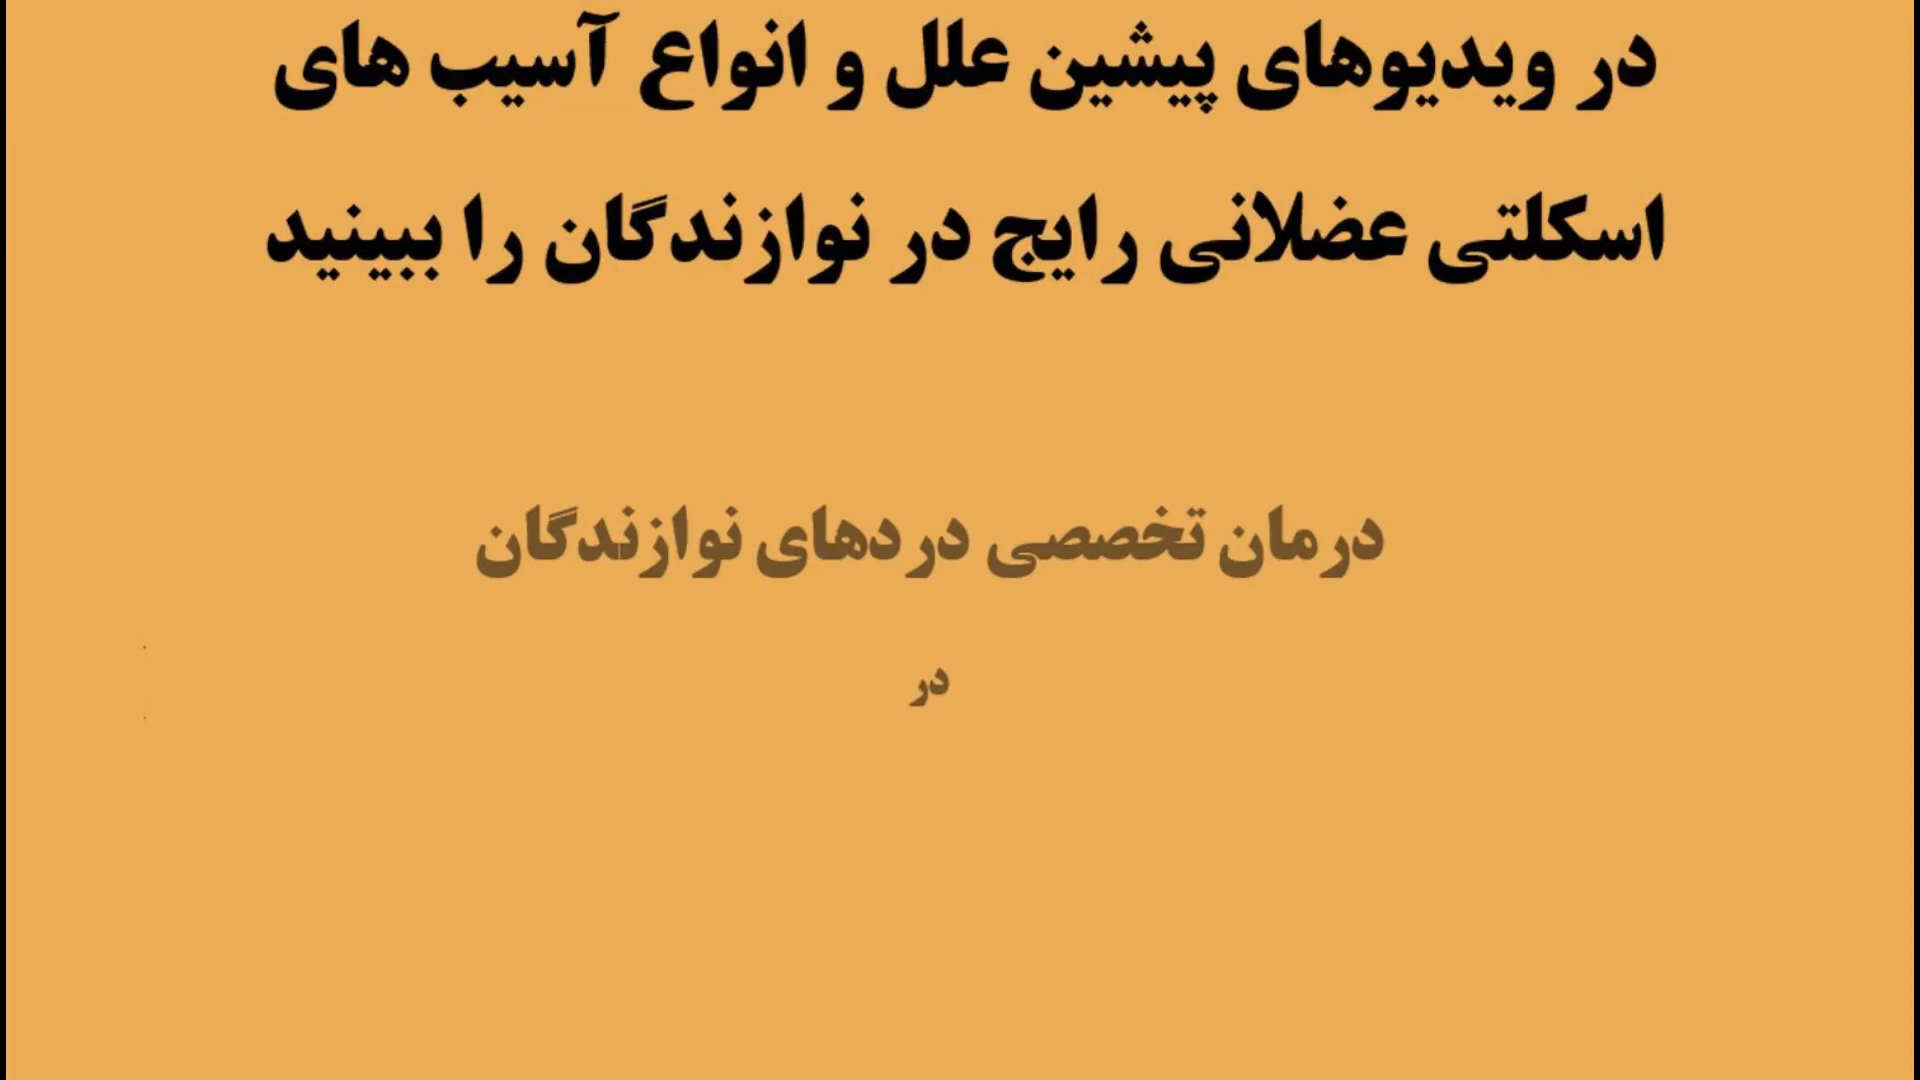 در ویدیوهای پیشین علل و انواع آسیب های
اسکلتی عضلانی رایج در نوازندگان را ببینید
درمان تخصصی دردهای نوازندگان
در